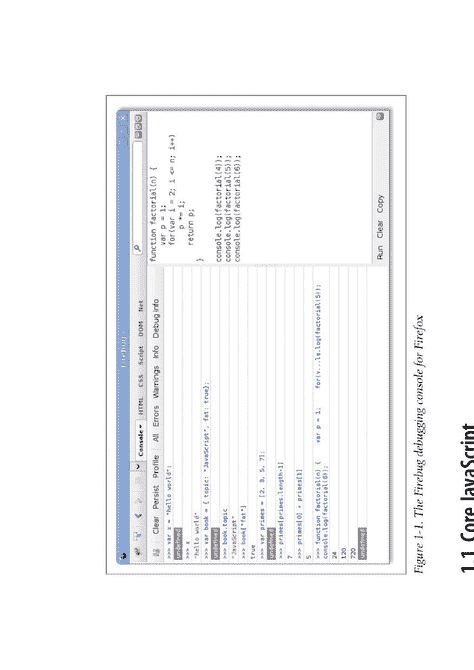 Firebug
Console HTML CSS Script DOM Net
Clear Persist Profile All Errors Warnings Info Debug Info
>>> var x = "hello world";
undefined
>>> x
"hello world"
>>> var book = { topic: "JavaScript", fat: true};
undefined
>>> book.topic
"JavaScript"
>>> book["fat"]
true
>>> var primes = [2, 3, 5, 7];
undefined
>>> primes[primes.length-1]
7
>>> primes[0] + primes[1]
5
>>> function factorial(n) { var p = 1; for(v...le.log(factorial(5));
console.log(factorial(6));
24
120
720
undefined
function factorial(n) {
var p = 1;
for(var i = 2; i <= n; i++)
p *= i;
return p;
}
console.log(factorial(4));
console.log(factorial(5));
console.log(factorial(6));
Run Clear Copy
Figure 1-1. The Firebug debugging console for Firefox
1.1 Core JavaScript